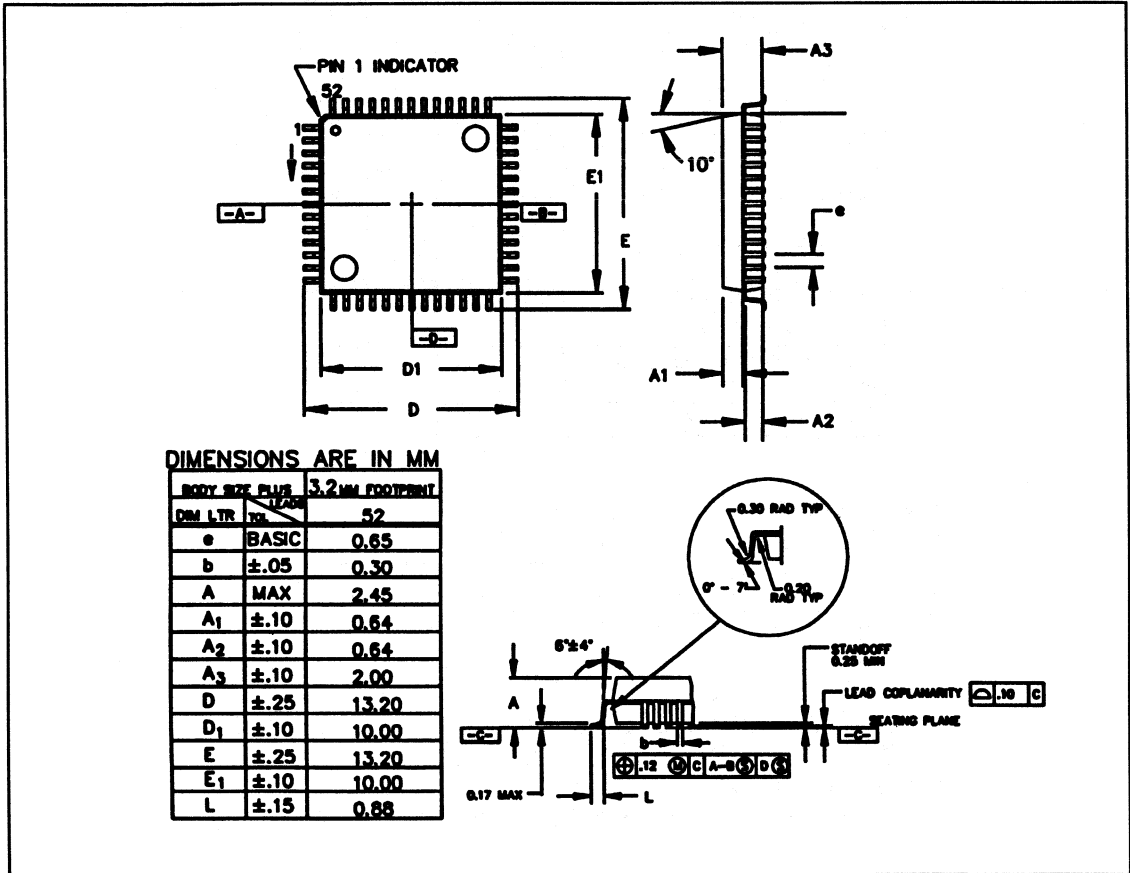 PIN 1 INDICATOR
52
1
A3
10°
E1
e
-A-
-B-
E
-D-
D1
A1
D
A2
DIMENSIONS ARE IN MM
BODY SIZE PLUS 3.2 MM FOOTPRINT
DIM LTR TOL. LEADS 52
e BASIC 0.65
b ±.05 0.30
A MAX 2.45
A1 ±.10 0.64
A2 ±.10 0.64
A3 ±.10 2.00
D ±.25 13.20
D1 ±.10 10.00
E ±.25 13.20
E1 ±.10 10.00
L ±.15 0.88
0.30 RAD TYP
0° - 7°
0.20
RAD TYP
6°±4°
STANDOFF
0.25 MIN
A
LEAD COPLANARITY ⌓ .10 C
SEATING PLANE
-C-
-C-
b
⌖ .12 Ⓜ C A-B Ⓢ D Ⓢ
0.17 MAX
L